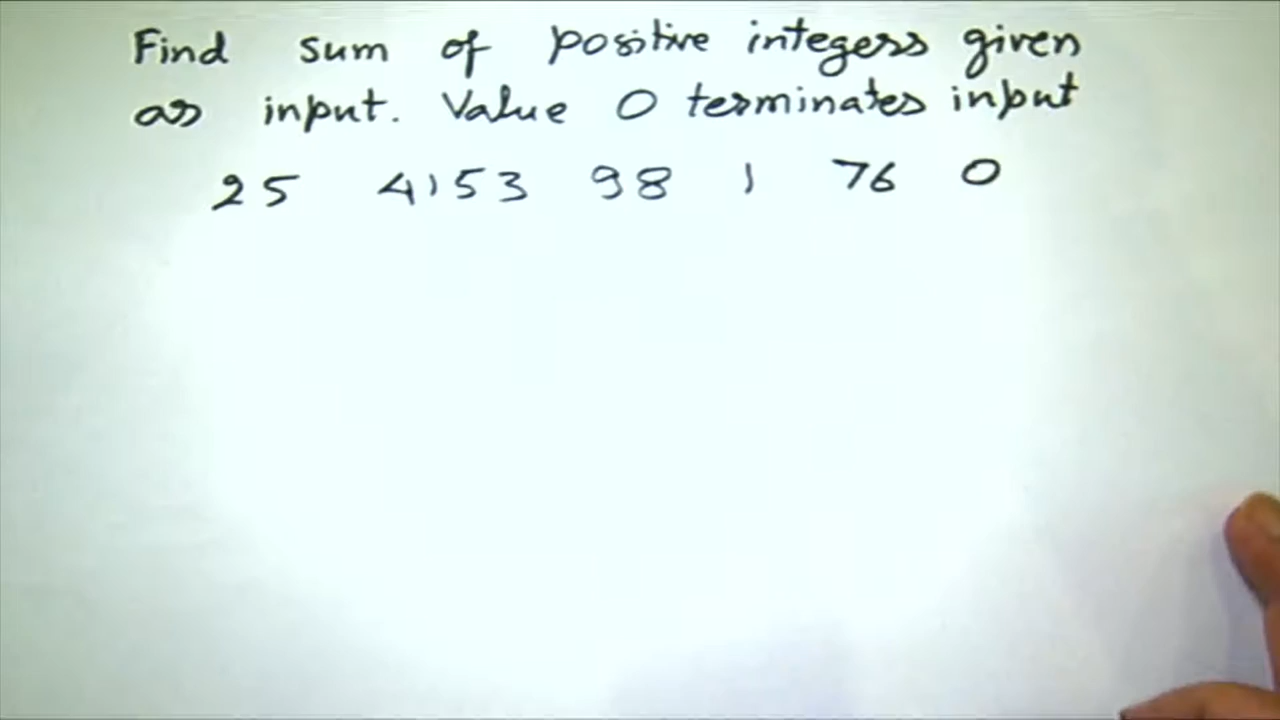 Find sum of positive integers given
as input. Value 0 terminates input
25 4153 98 1 76 0